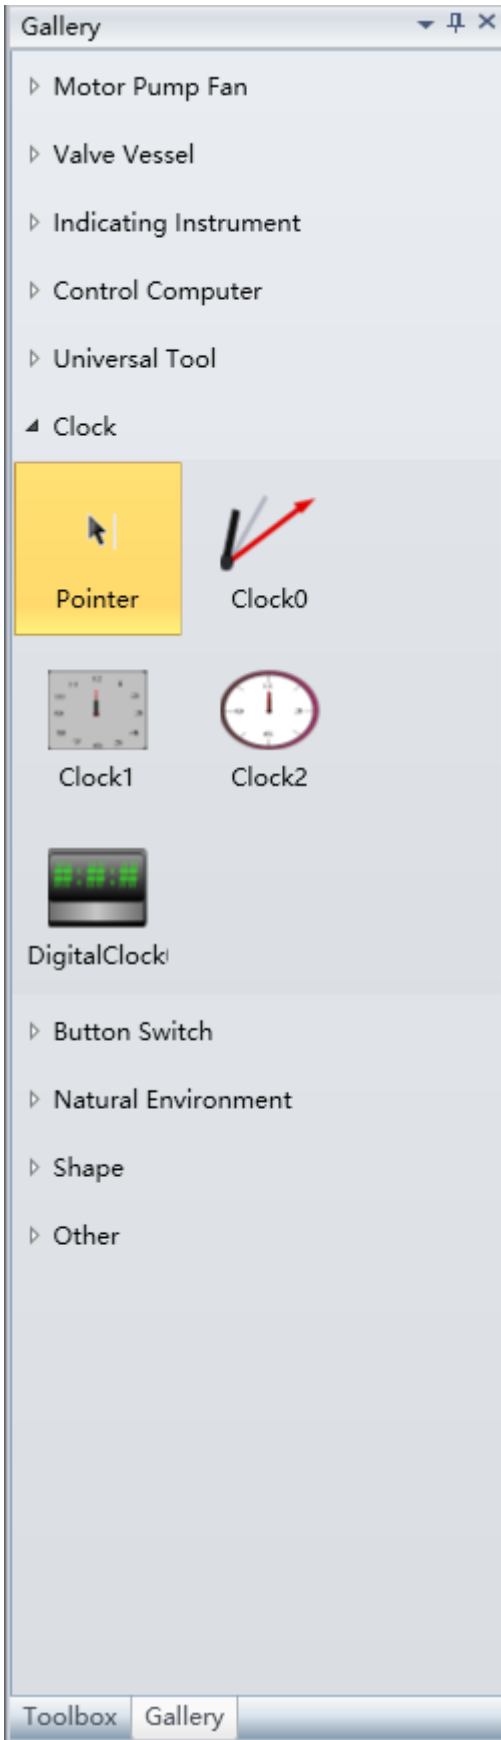 Gallery
Motor Pump Fan
Valve Vessel
Indicating Instrument
Control Computer
Universal Tool
Clock
Pointer Clock0
Clock1 Clock2
DigitalClock
Button Switch
Natural Environment
Shape
Other
Toolbox Gallery